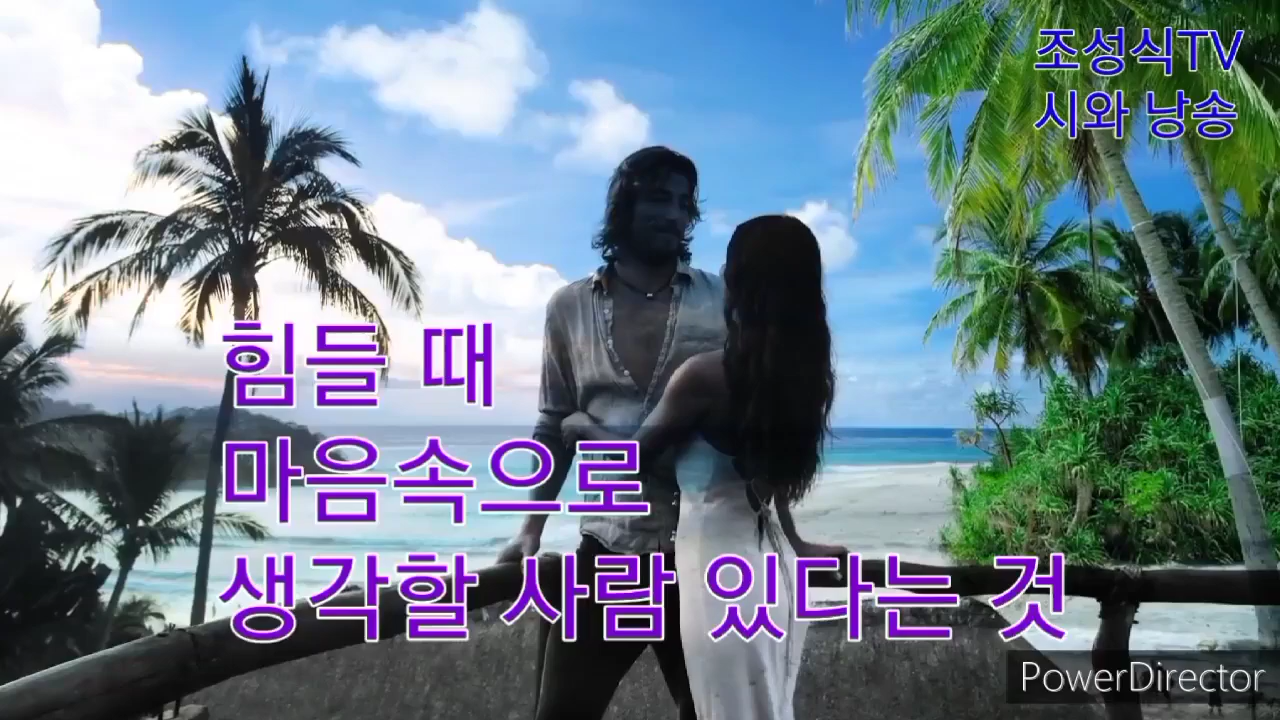 조성식TV
시와 낭송
힘들 때
마음속으로
생각할 사람 있다는 것
PowerDirector